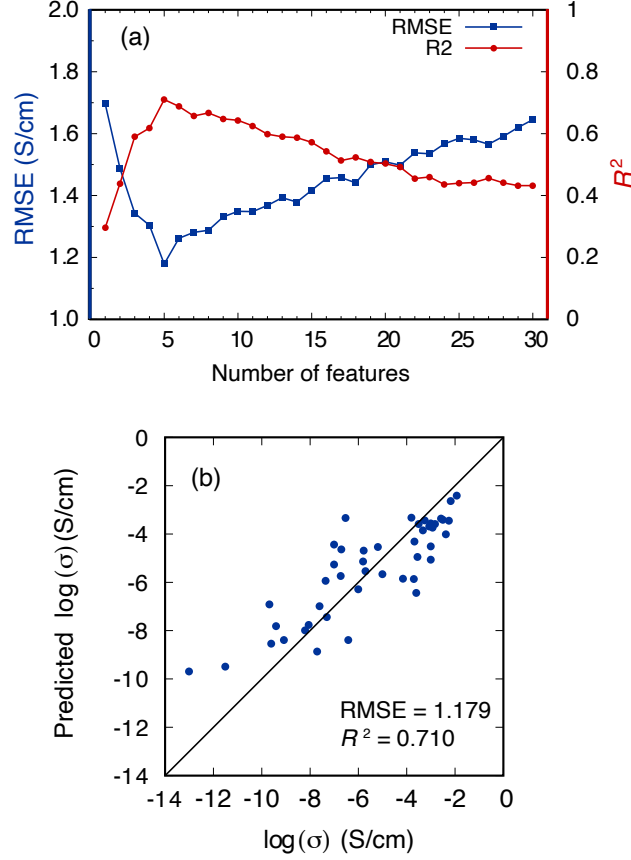 (a)
RMSE
R2
RMSE (S/cm)
2.0
1.8
1.6
1.4
1.2
1.0
1
0.8
0.6
0.4
0.2
0
R²
0 5 10 15 20 25 30
Number of features
(b)
Predicted log(σ) (S/cm)
0
-2
-4
-6
-8
-10
-12
-14
RMSE = 1.179
R² = 0.710
-14 -12 -10 -8 -6 -4 -2 0
log(σ) (S/cm)